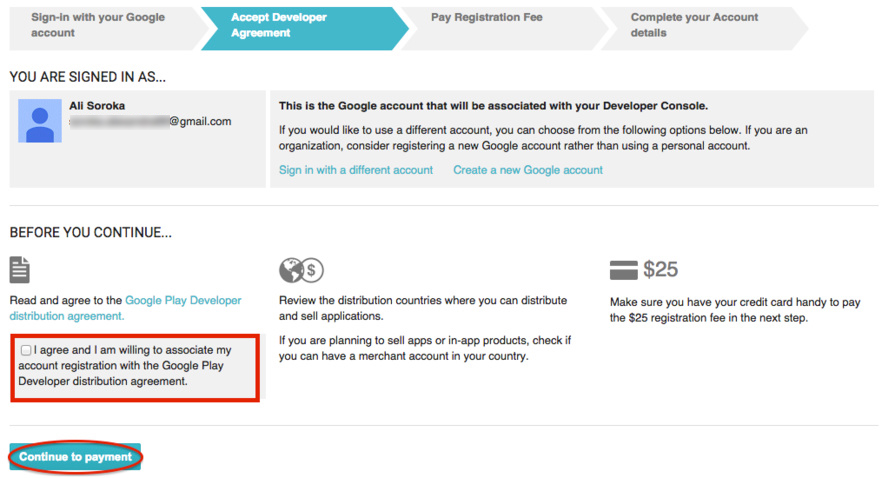 Sign-in with your Google
account
Accept Developer
Agreement
Pay Registration Fee
Complete your Account
details
YOU ARE SIGNED IN AS...
Ali Soroka
@gmail.com
This is the Google account that will be associated with your Developer Console.
If you would like to use a different account, you can choose from the following options below. If you are an
organization, consider registering a new Google account rather than using a personal account.
Sign in with a different account
Create a new Google account
BEFORE YOU CONTINUE...
Read and agree to the Google Play Developer
distribution agreement.
I agree and I am willing to associate my
account registration with the Google Play
Developer distribution agreement.
$
Review the distribution countries where you can distribute
and sell applications.
If you are planning to sell apps or in-app products, check if
you can have a merchant account in your country.
$25
Make sure you have your credit card handy to pay
the $25 registration fee in the next step.
Continue to payment